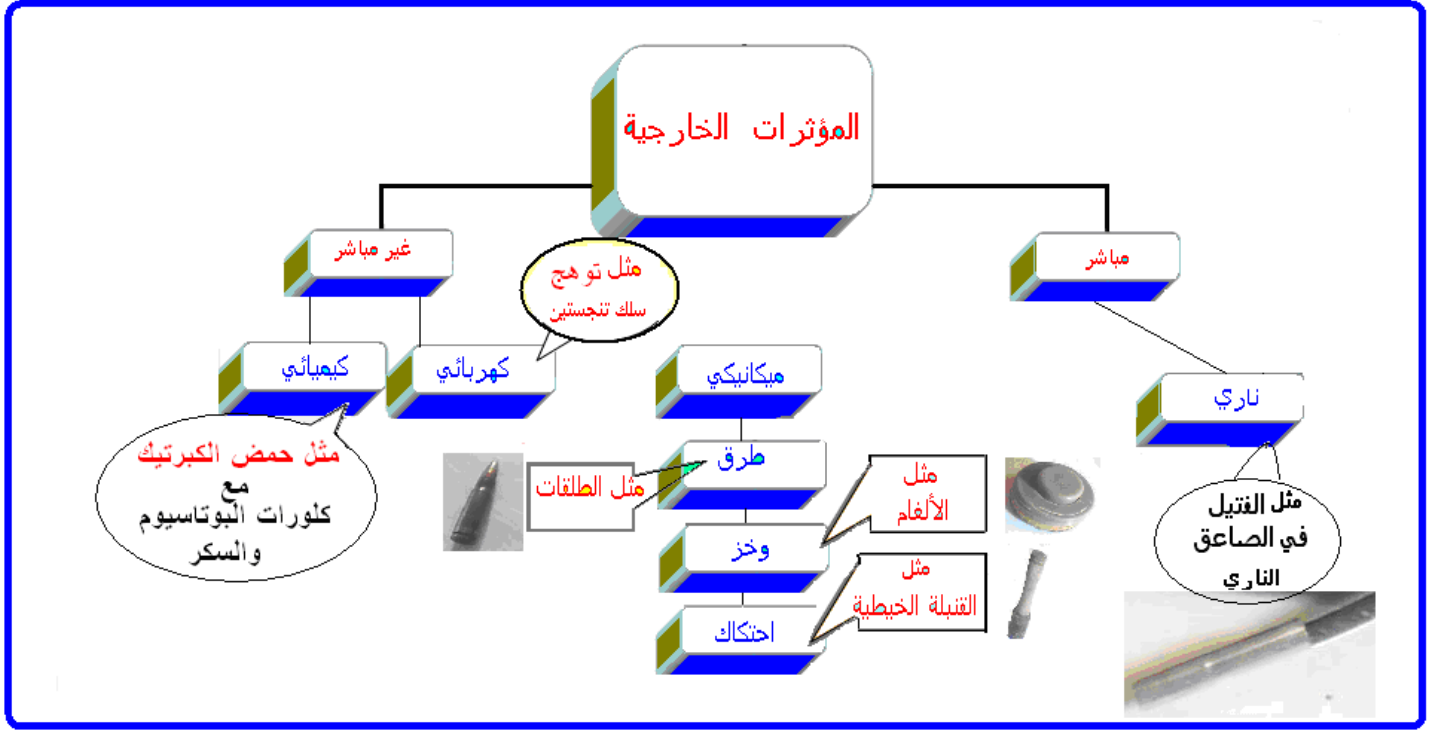 المؤثرات الخارجية
مباشر
غير مباشر
مثل توهج
سلك تنجستين
ناري
ميكانيكي
كهربائي
كيميائي
طرق
مثل الطلقات
مثل
الألغام
وخز
مثل
القنبلة الخيطية
احتكاك
مثل الفتيل
في الصاعق
الناري
مثل حمض الكبرتيك
مع
كلورات البوتاسيوم
والسكر